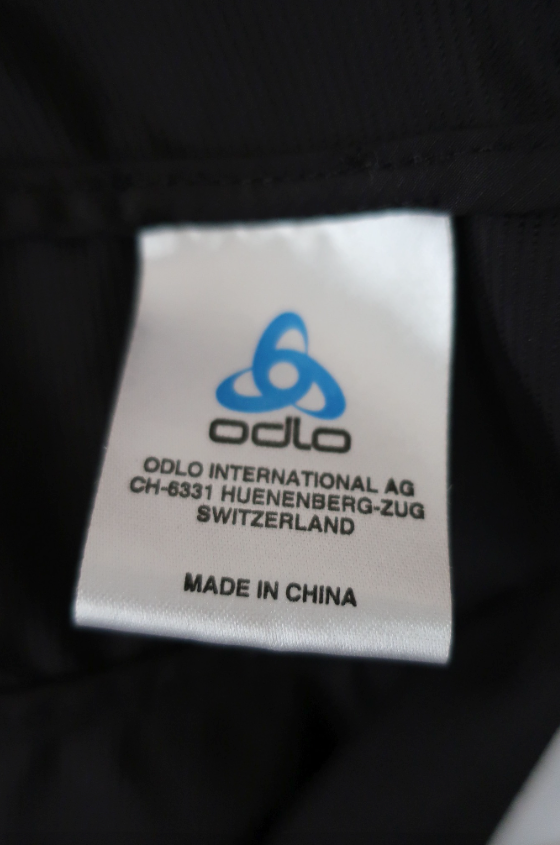 odlo
ODLO INTERNATIONAL AG
CH-6331 HUENENBERG-ZUG
SWITZERLAND
MADE IN CHINA